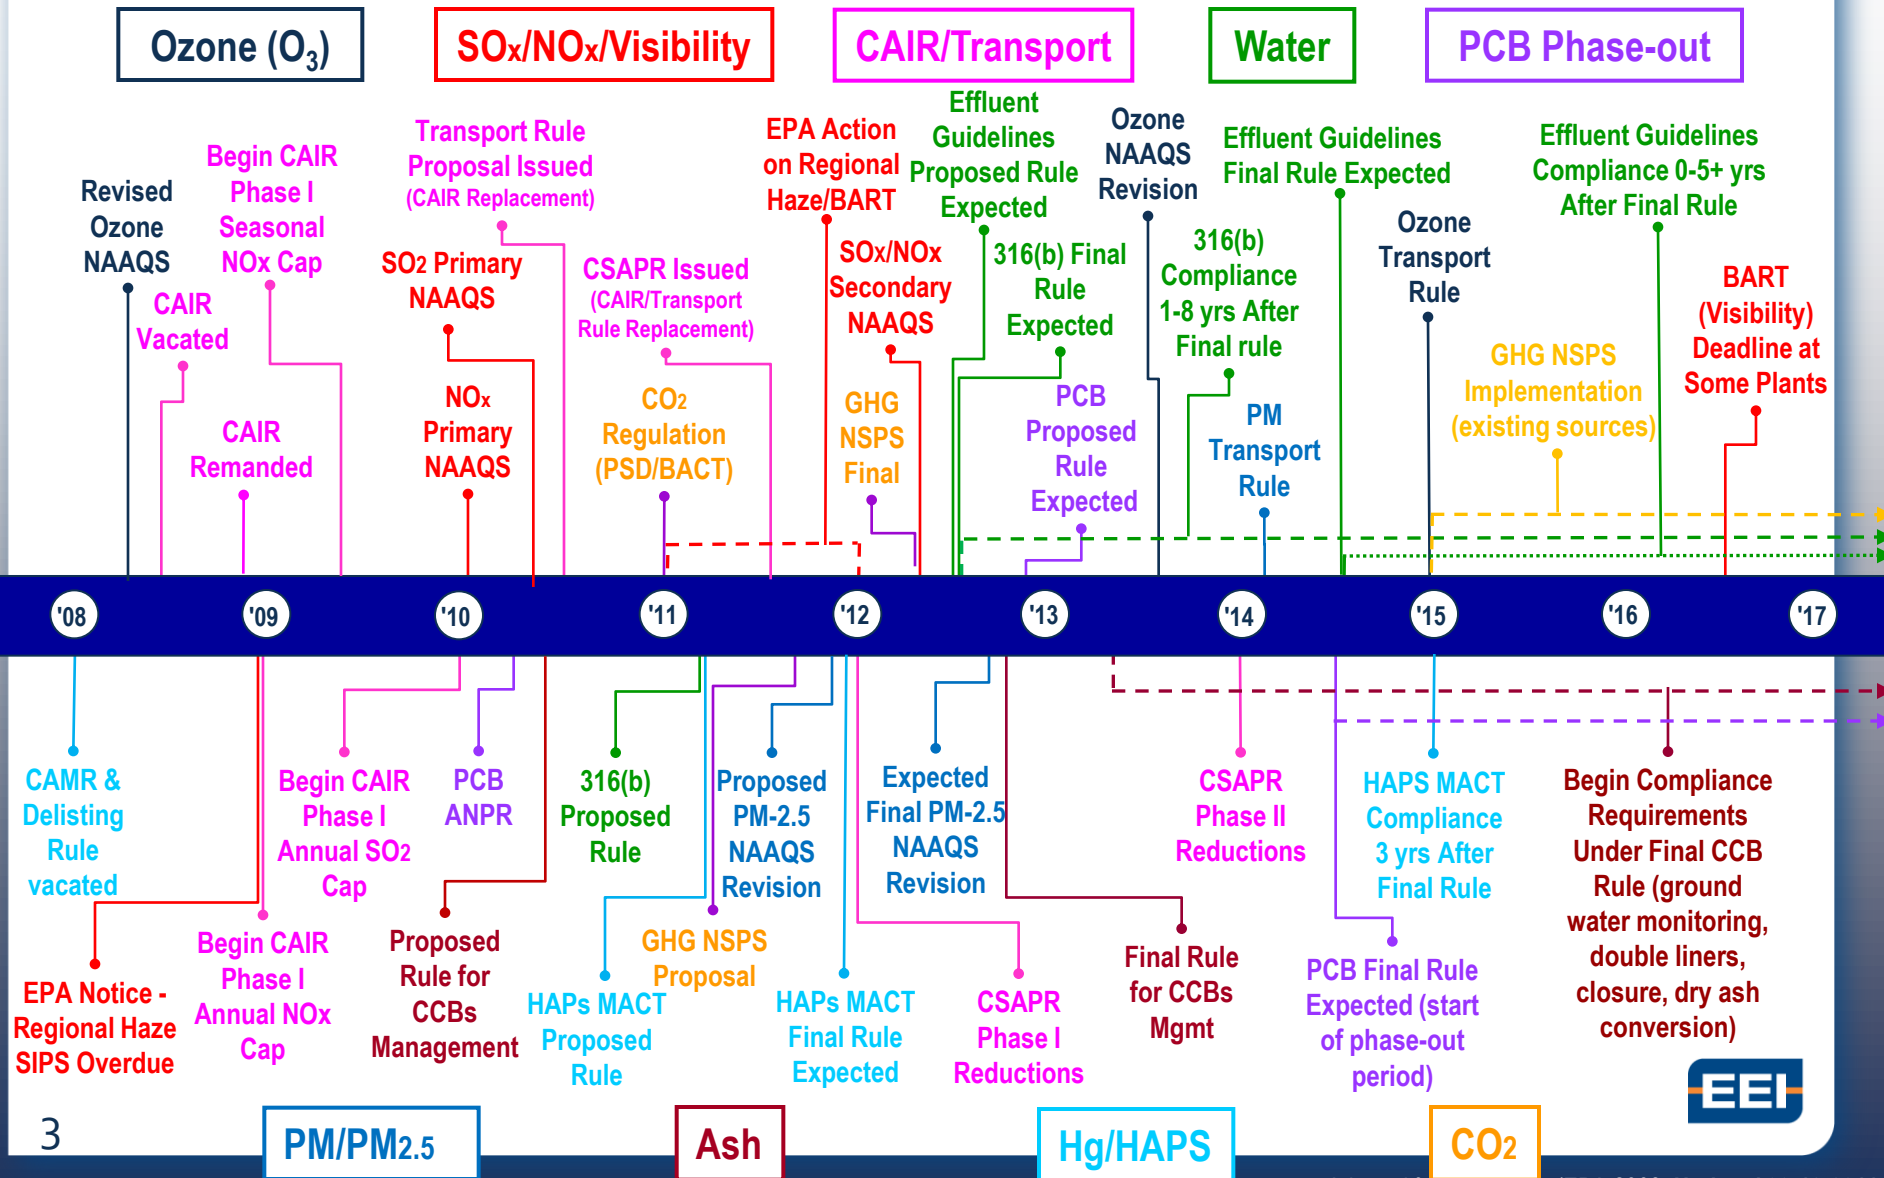 Ozone (O3)
SOx/NOx/Visibility
CAIR/Transport
Water
PCB Phase-out
Revised
Ozone
NAAQS
CAIR
Vacated
Begin CAIR
Phase I
Seasonal
NOx Cap
CAIR
Remanded
Transport Rule
Proposal Issued
(CAIR Replacement)
SO2 Primary
NAAQS
NOx
Primary
NAAQS
CSAPR Issued
(CAIR/Transport
Rule Replacement)
CO2
Regulation
(PSD/BACT)
EPA Action
on Regional
Haze/BART
SOx/NOx
Secondary
NAAQS
GHG
NSPS
Final
Effluent
Guidelines
Proposed Rule
Expected
316(b) Final
Rule
Expected
PCB
Proposed
Rule
Expected
Ozone
NAAQS
Revision
316(b)
Compliance
1-8 yrs After
Final rule
PM
Transport
Rule
Effluent Guidelines
Final Rule Expected
Ozone
Transport
Rule
GHG NSPS
Implementation
(existing sources)
Effluent Guidelines
Compliance 0-5+ yrs
After Final Rule
BART
(Visibility)
Deadline at
Some Plants
'08
'09
'10
'11
'12
'13
'14
'15
'16
'17
CAMR &
Delisting
Rule
vacated
EPA Notice -
Regional Haze
SIPS Overdue
Begin CAIR
Phase I
Annual NOx
Cap
Begin CAIR
Phase I
Annual SO2
Cap
PCB
ANPR
Proposed
Rule for
CCBs
Management
316(b)
Proposed
Rule
HAPs MACT
Proposed
Rule
GHG NSPS
Proposal
Proposed
PM-2.5
NAAQS
Revision
HAPs MACT
Final Rule
Expected
Expected
Final PM-2.5
NAAQS
Revision
CSAPR
Phase I
Reductions
Final Rule
for CCBs
Mgmt
CSAPR
Phase II
Reductions
PCB Final Rule
Expected (start
of phase-out
period)
HAPS MACT
Compliance
3 yrs After
Final Rule
Begin Compliance
Requirements
Under Final CCB
Rule (ground
water monitoring,
double liners,
closure, dry ash
conversion)
EEI
3
PM/PM2.5
Ash
Hg/HAPS
CO2